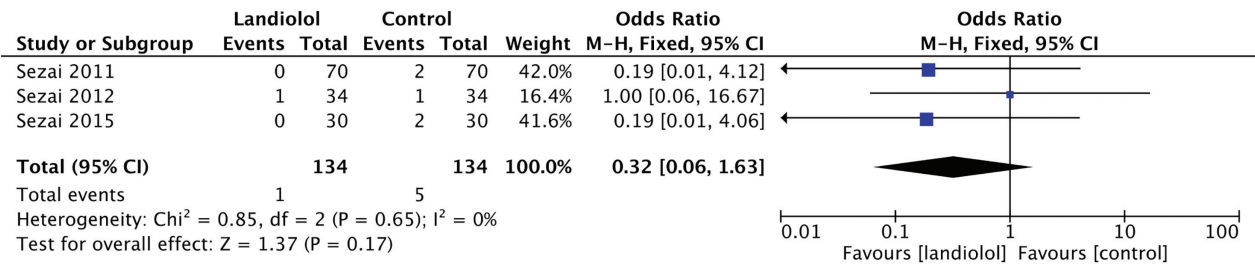 Landiolol Control Odds Ratio Odds Ratio
Study or Subgroup Events Total Events Total Weight M-H, Fixed, 95% CI M-H, Fixed, 95% CI
Sezai 2011 0 70 2 70 42.0% 0.19 [0.01, 4.12]
Sezai 2012 1 34 1 34 16.4% 1.00 [0.06, 16.67]
Sezai 2015 0 30 2 30 41.6% 0.19 [0.01, 4.06]
Total (95% CI) 134 134 100.0% 0.32 [0.06, 1.63]
Total events 1 5
Heterogeneity: Chi² = 0.85, df = 2 (P = 0.65); I² = 0%
Test for overall effect: Z = 1.37 (P = 0.17)
0.01 0.1 1 10 100
Favours [landiolol] Favours [control]